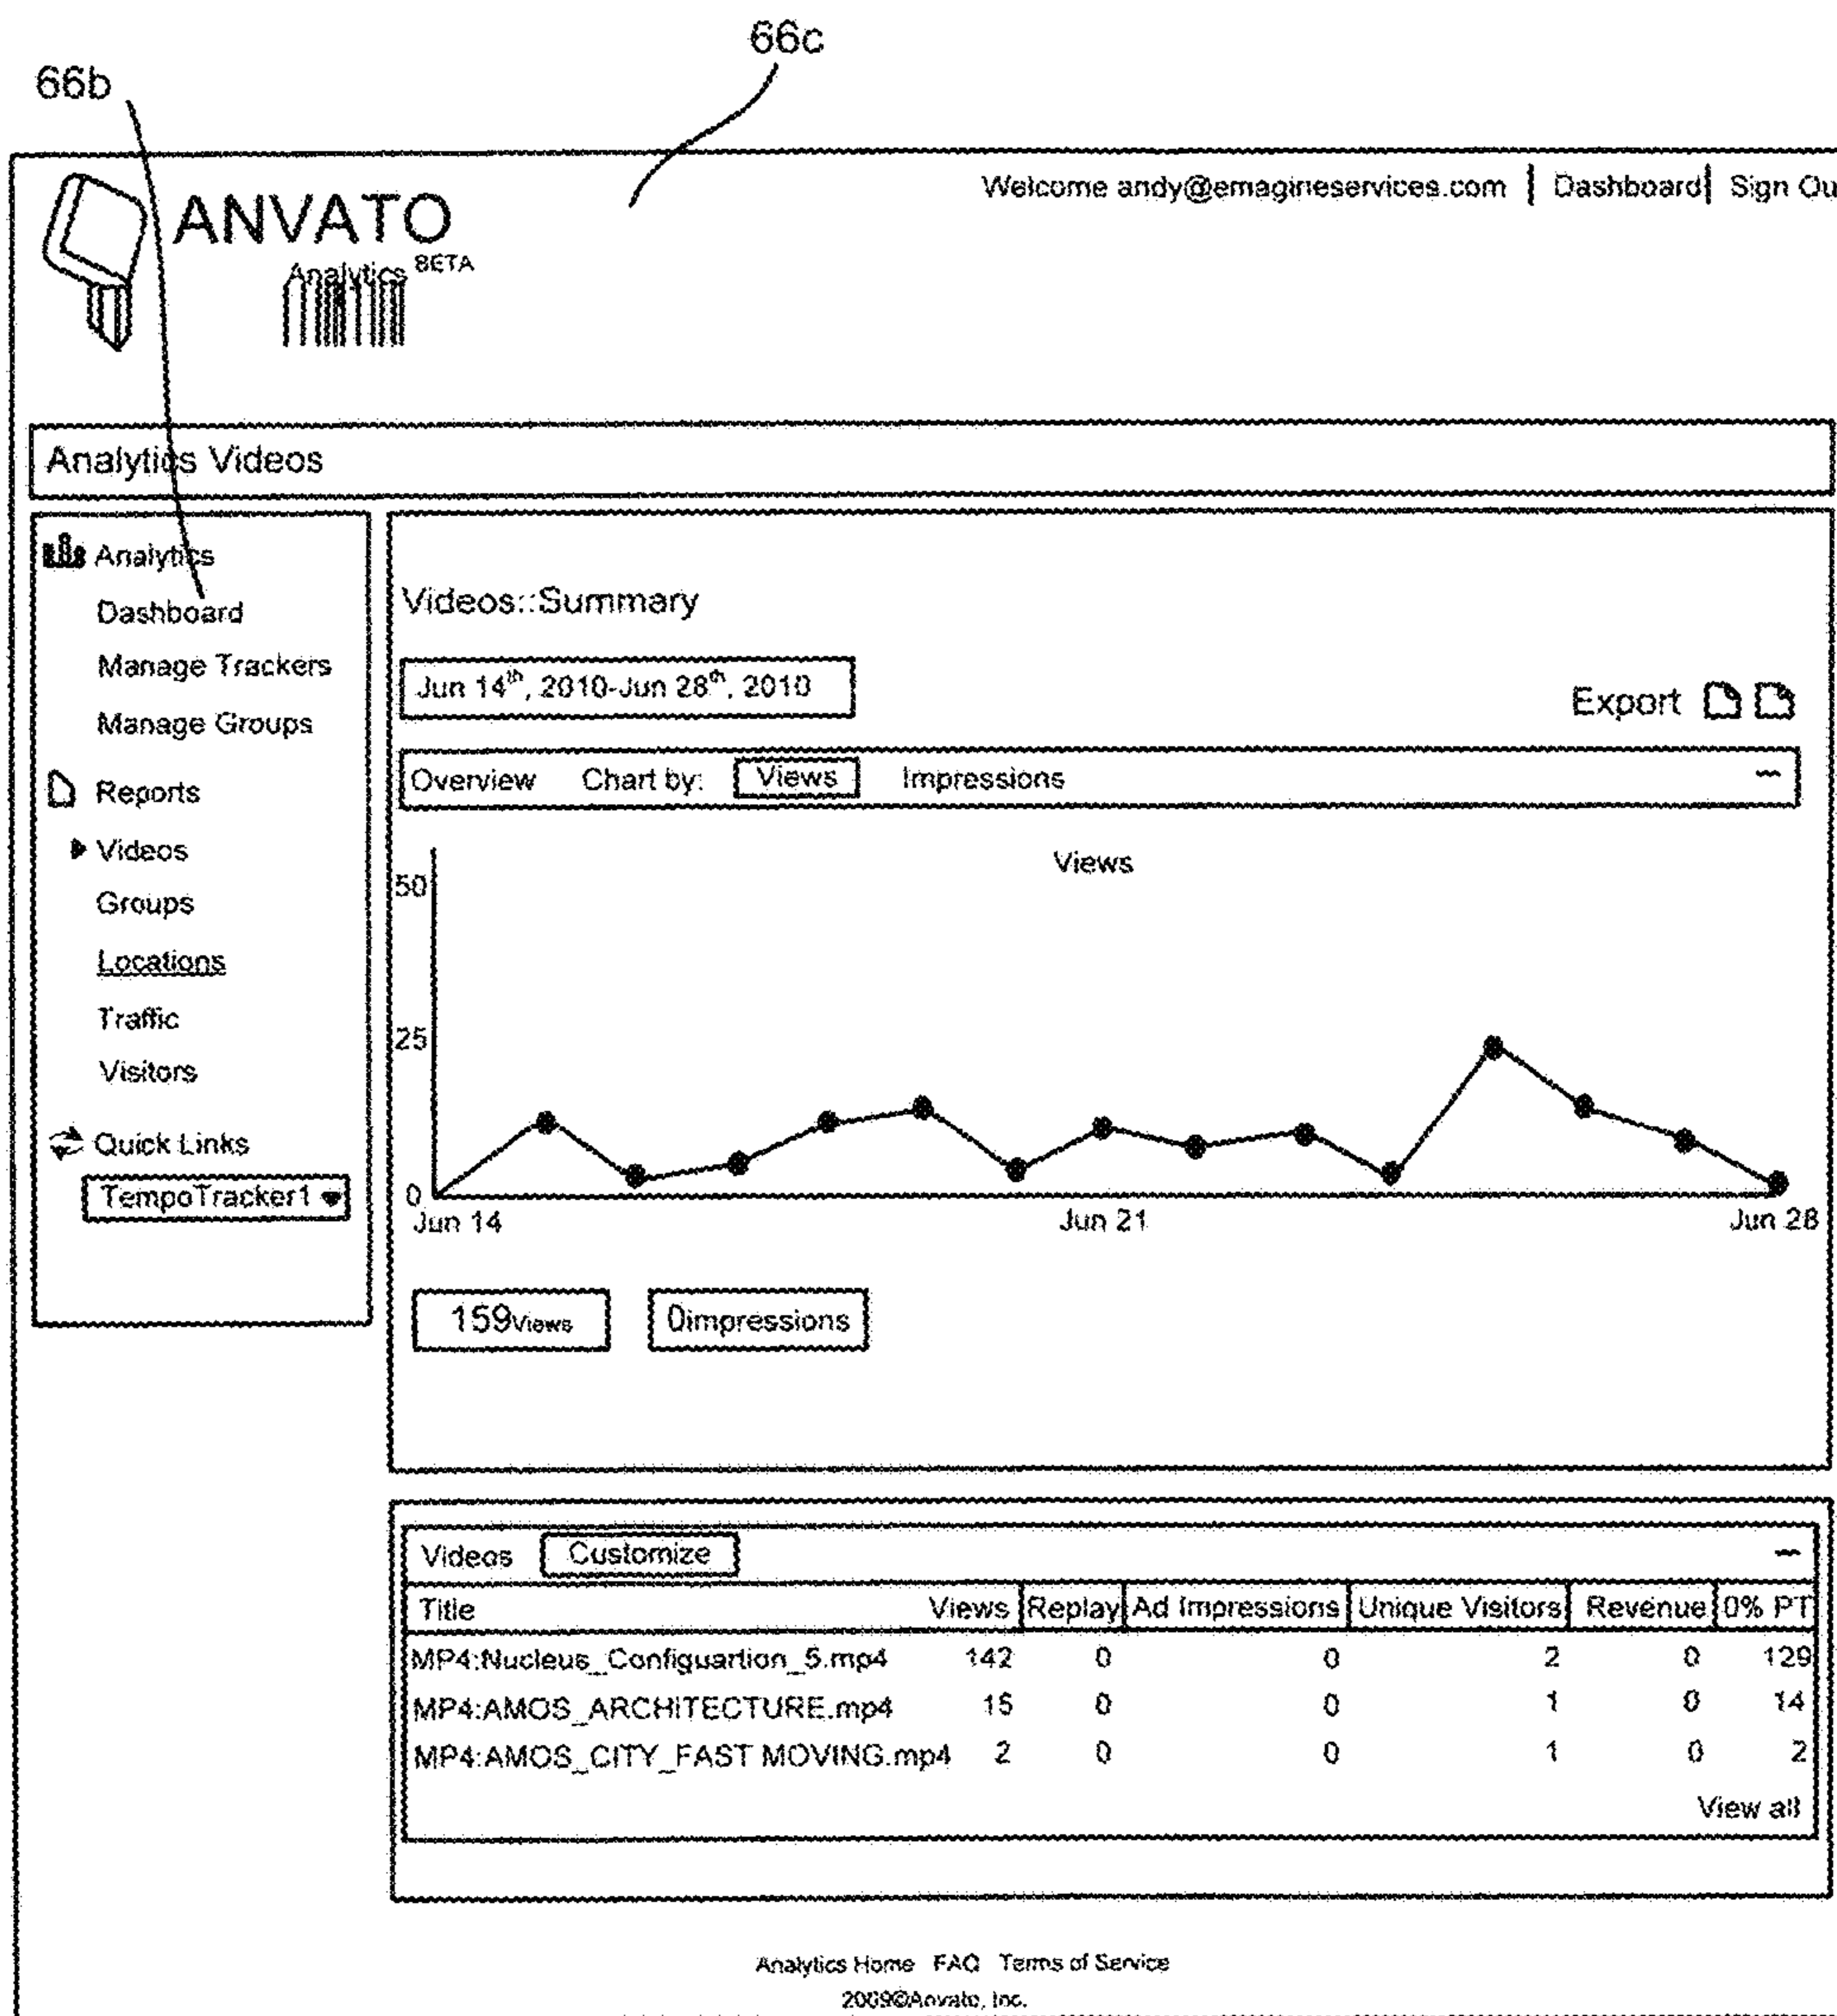 66c
66b
ANVATO
Analytics BETA
Welcome andy@emagineservices.com | Dashboard | Sign Ou
Analytics Videos
Analytics
Dashboard
Manage Trackers
Manage Groups
Reports
Videos
Groups
Locations
Traffic
Visitors
Quick Links
TempoTracker1
Videos::Summary
Jun 14th, 2010-Jun 28th, 2010
Export
Overview Chart by: Views Impressions
Views
50
25
0
Jun 14 Jun 21 Jun 28
159Views 0impressions
Videos Customize
Title Views Replay Ad Impressions Unique Visitors Revenue 0% PT
MP4:Nucleus_Configuartion_5.mp4 142 0 0 2 0 129
MP4:AMOS_ARCHITECTURE.mp4 15 0 0 1 0 14
MP4:AMOS_CITY_FAST MOVING.mp4 2 0 0 1 0 2
View all
Analytics Home FAQ Terms of Service
2009©Anvato, Inc.